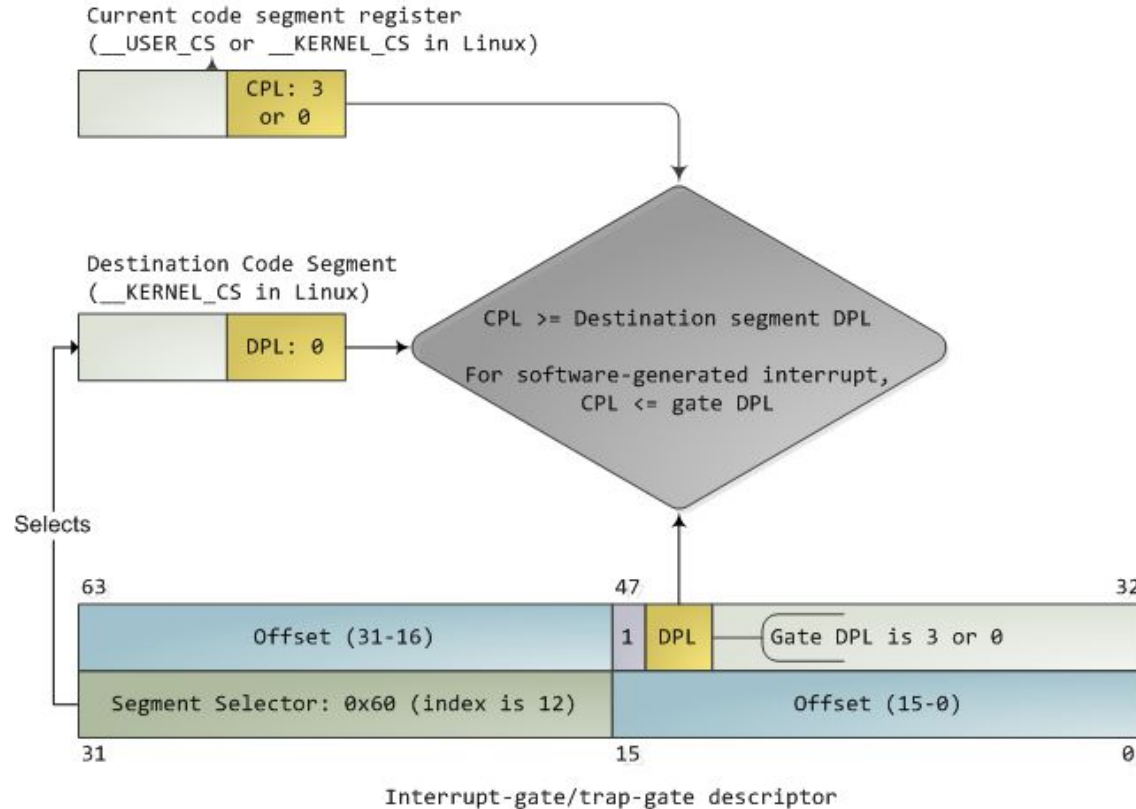 Current code segment register
(__USER_CS or __KERNEL_CS in Linux)
CPL: 3
or 0
Destination Code Segment
(__KERNEL_CS in Linux)
DPL: 0
CPL >= Destination segment DPL
For software-generated interrupt,
CPL <= gate DPL
Selects
63
47
32
Offset (31-16)
1
DPL
Gate DPL is 3 or 0
Segment Selector: 0x60 (index is 12)
Offset (15-0)
31
15
0
Interrupt-gate/trap-gate descriptor